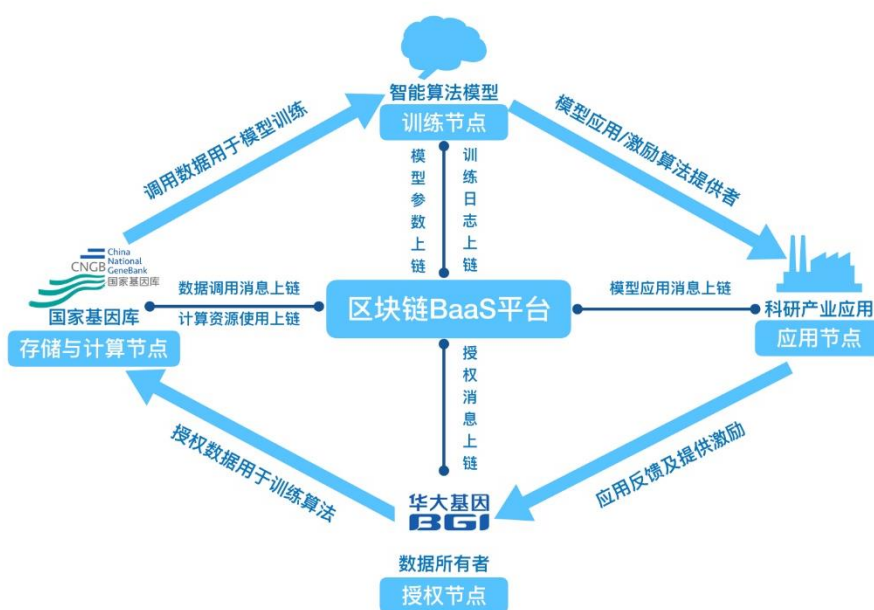 智能算法模型
训练节点
调用数据用于模型训练
模型应用/激励算法提供者
模型参数上链
训练日志上链
CNGB
China
National
GeneBank
国家基因库
国家基因库
存储与计算节点
数据调用消息上链
计算资源使用上链
区块链BaaS平台
模型应用消息上链
科研产业应用
应用节点
授权消息上链
授权数据用于训练算法
应用反馈及提供激励
华大基因
BGI
数据所有者
授权节点